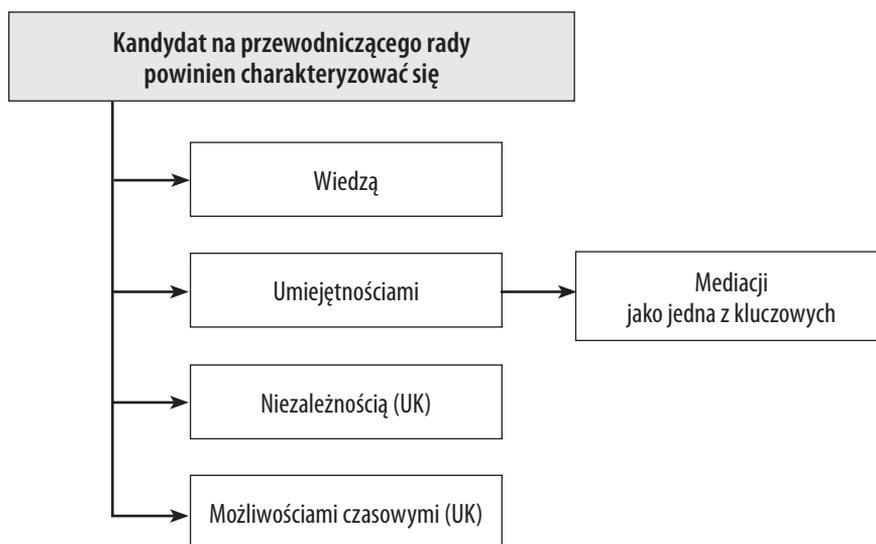 Kandydat na przewodniczącego rady
powinien charakteryzować się
Wiedzą
Umiejętnościami
Mediacji
jako jedna z kluczowych
Niezależnością (UK)
Możliwościami czasowymi (UK)